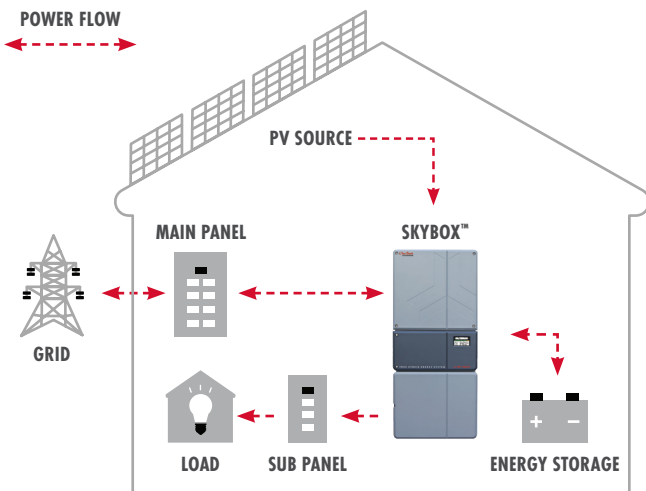 POWER FLOW
PV SOURCE
MAIN PANEL
SKYBOX™
GRID
LOAD
SUB PANEL
ENERGY STORAGE
+ −